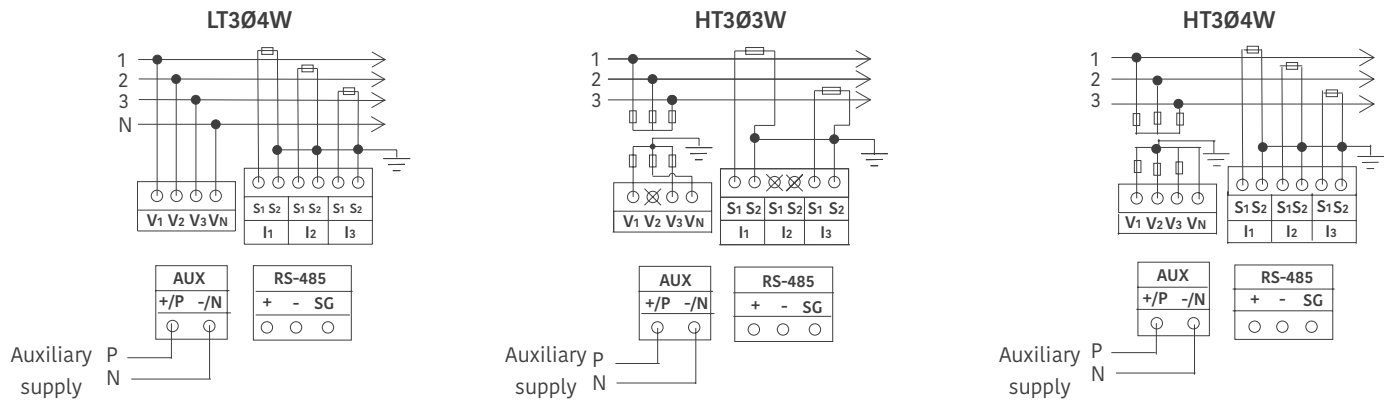 LT3Ø4W
1
2
3
N
V1 V2 V3 VN
S1 S2 S1 S2 S1 S2
I1 I2 I3
AUX
+/P -/N
RS-485
+ - SG
Auxiliary P
supply N
HT3Ø3W
1
2
3
V1 V2 V3 VN
S1 S2 S1 S2 S1 S2
I1 I2 I3
AUX
+/P -/N
RS-485
+ - SG
Auxiliary P
supply N
HT3Ø4W
1
2
3
V1 V2 V3 VN
S1 S2 S1 S2 S1 S2
I1 I2 I3
AUX
+/P -/N
RS-485
+ - SG
Auxiliary P
supply N